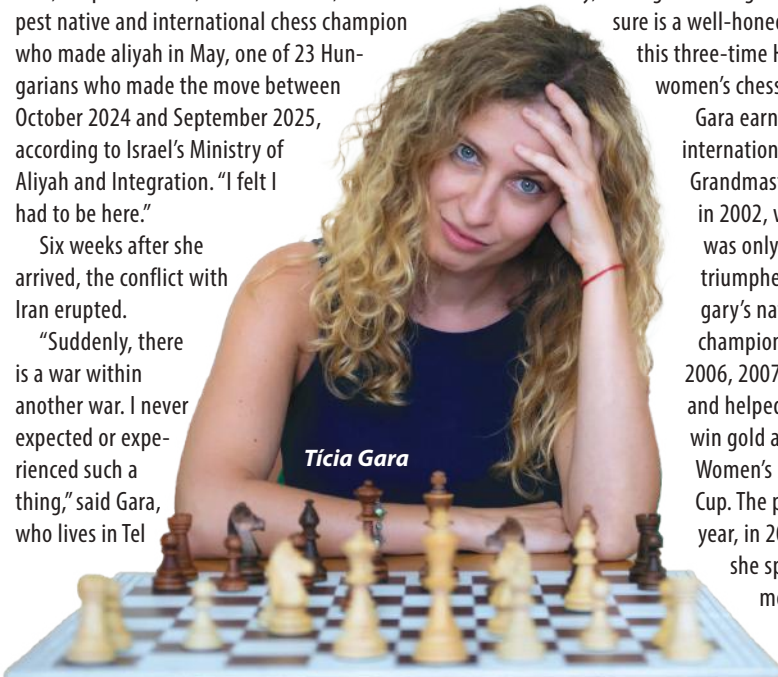 pest native and international chess champion
who made aliyah in May, one of 23 Hun-
garians who made the move between
October 2024 and September 2025,
according to Israel’s Ministry of
Aliyah and Integration. “I felt I
had to be here.”
Six weeks after she
arrived, the conflict with
Iran erupted.
“Suddenly, there
is a war within
another war. I never
expected or expe-
rienced such a
thing,” said Gara,
who lives in Tel
Tícia Gara
sure is a well-honed
this three-time H
women’s chess
Gara earn
internation
Grandmast
in 2002, w
was only
triumphe
gary’s na
champion
2006, 2007
and helped
win gold a
Women’s
Cup. The p
year, in 20
she sp
m